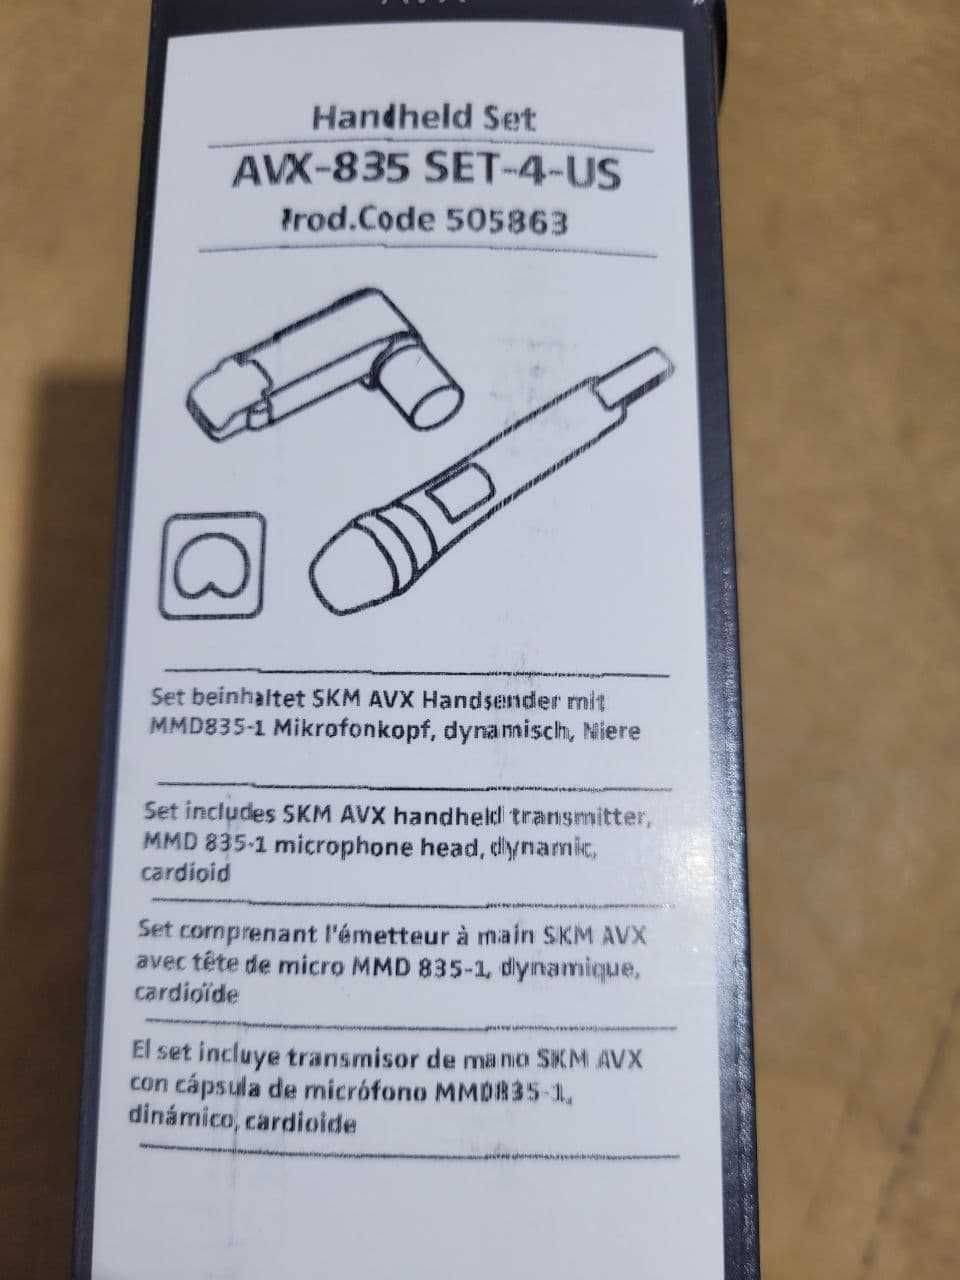 Handheld Set
AVX-835 SET-4-US
Prod.Code 505863
Set beinhaltet SKM AVX Handsender mit
MMD835-1 Mikrofonkopf, dynamisch, Niere
Set includes SKM AVX handheld transmitter,
MMD 835-1 microphone head, dynamic,
cardioid
Set comprenant l'émetteur à main SKM AVX
avec tête de micro MMD 835-1, dynamique,
cardioïde
El set incluye transmisor de mano SKM AVX
con cápsula de micrófono MMD835-1,
dinámico, cardioide